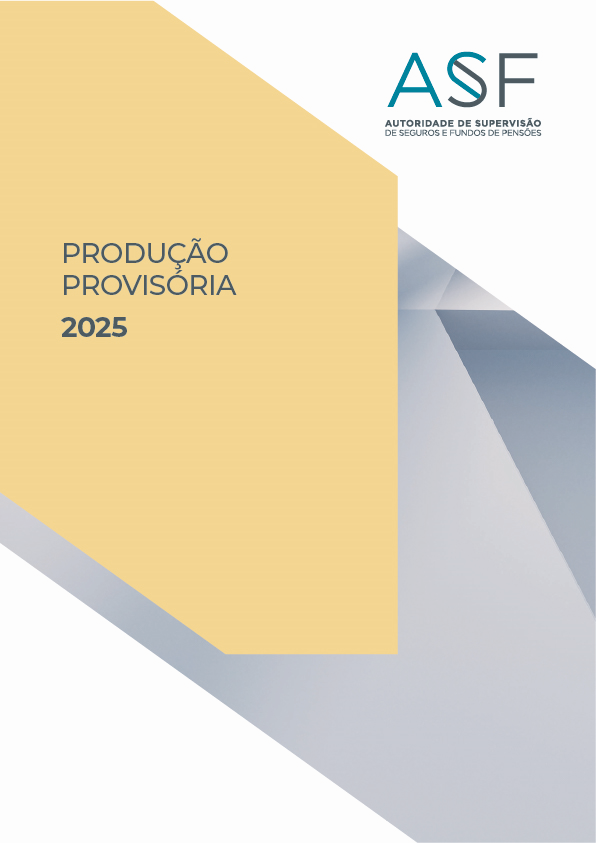 ASF
AUTORIDADE DE SUPERVISÃO
DE SEGUROS E FUNDOS DE PENSÕES
PRODUÇÃO
PROVISÓRIA
2025